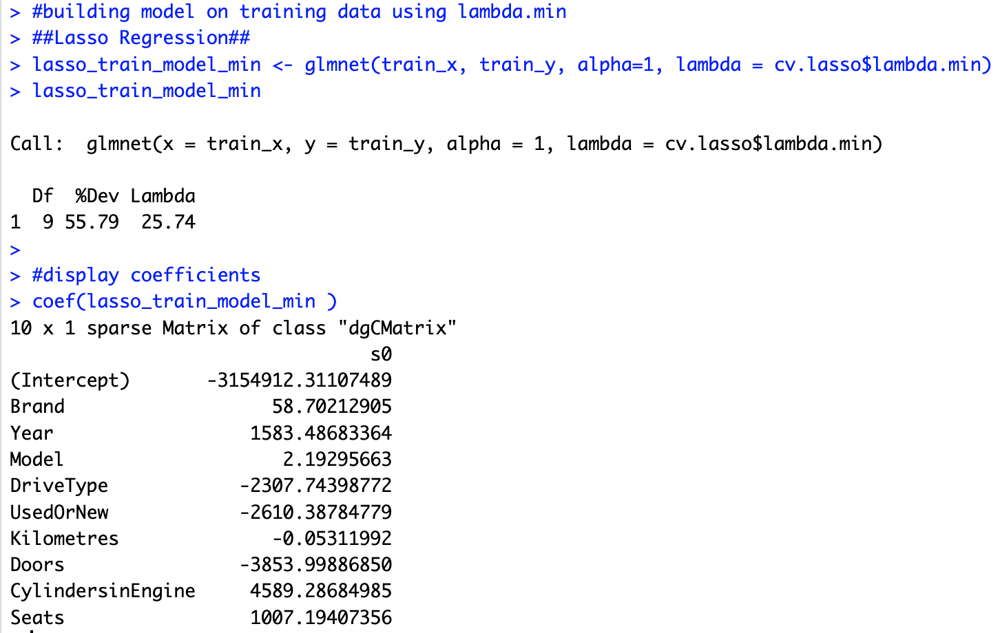 > #building model on training data using lambda.min
> ##Lasso Regression##
> lasso_train_model_min <- glmnet(train_x, train_y, alpha=1, lambda = cv.lasso$lambda.min)
> lasso_train_model_min
Call:  glmnet(x = train_x, y = train_y, alpha = 1, lambda = cv.lasso$lambda.min)
  Df  %Dev Lambda
1  9 55.79  25.74
>
> #display coefficients
> coef(lasso_train_model_min )
10 x 1 sparse Matrix of class "dgCMatrix"
                                 s0
(Intercept)       -3154912.31107489
Brand                   58.70212905
Year                  1583.48683364
Model                    2.19295663
DriveType            -2307.74398772
UsedOrNew            -2610.38784779
Kilometres              -0.05311992
Doors                -3853.99886850
CylindersinEngine     4589.28684985
Seats                 1007.19407356